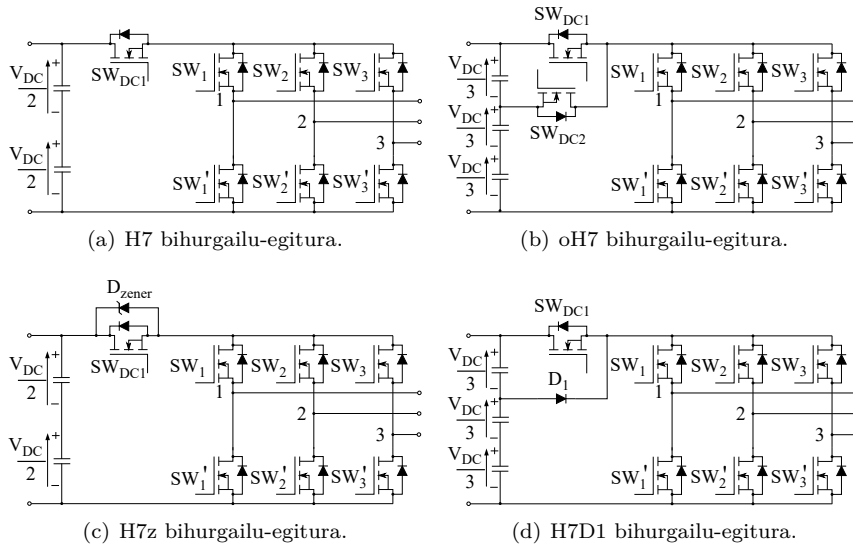 V_DC/2 + −
V_DC/2 + −
SW_DC1
SW_1 SW_2 SW_3
1
2
3
SW_1' SW_2' SW_3'
(a) H7 bihurgailu-egitura.
SW_DC1
V_DC/3 + −
V_DC/3 + −
V_DC/3 + −
SW_DC2
SW_1 SW_2 SW_3
1
2
3
SW_1' SW_2' SW_3'
(b) oH7 bihurgailu-egitura.
D_zener
SW_DC1
V_DC/2 + −
V_DC/2 + −
SW_1 SW_2 SW_3
1
2
3
SW_1' SW_2' SW_3'
(c) H7z bihurgailu-egitura.
SW_DC1
V_DC/3 + −
D_1
V_DC/3 + −
V_DC/3 + −
SW_1 SW_2 SW_3
1
2
3
SW_1' SW_2' SW_3'
(d) H7D1 bihurgailu-egitura.